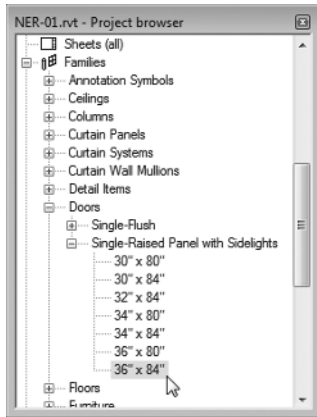 NER-01.rvt - Project browser
Sheets (all)
Families
Annotation Symbols
Ceilings
Columns
Curtain Panels
Curtain Systems
Curtain Wall Mullions
Detail Items
Doors
Single-Flush
Single-Raised Panel with Sidelights
30" x 80"
30" x 84"
32" x 84"
34" x 80"
34" x 84"
36" x 80"
36" x 84"
Floors
Furniture